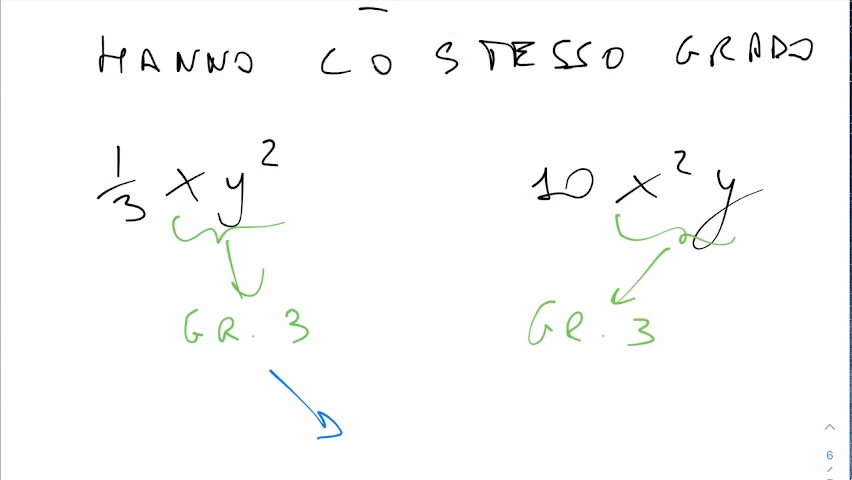 HANNO LO STESSO GRADO
1/3 x y² 10 x² y
GR. 3 GR. 3
6